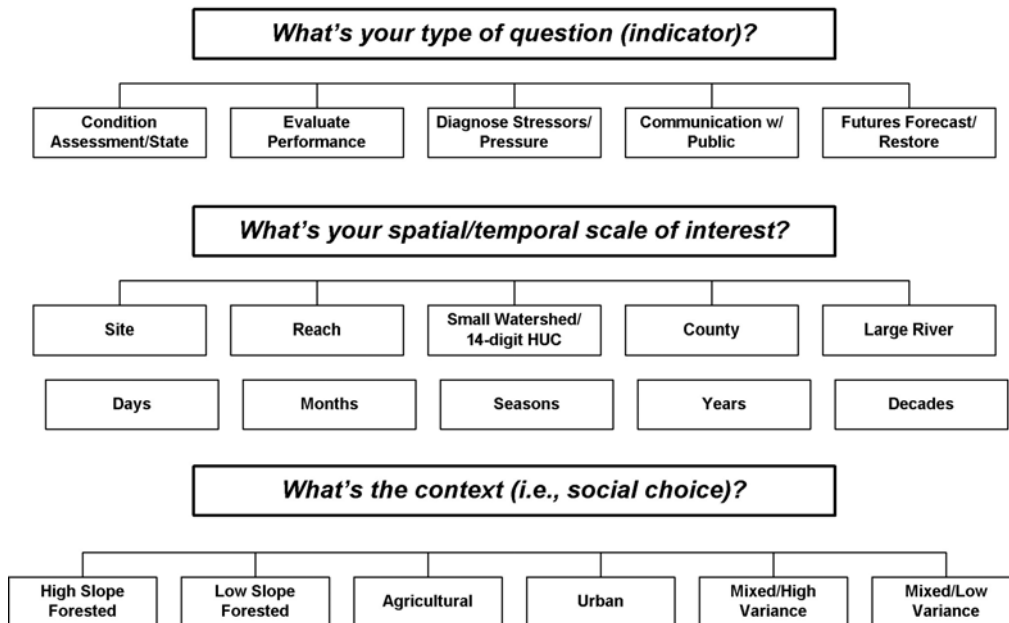 What's your type of question (indicator)?
Condition
Assessment/State
Evaluate
Performance
Diagnose Stressors/
Pressure
Communication w/
Public
Futures Forecast/
Restore
What's your spatial/temporal scale of interest?
Site
Reach
Small Watershed/
14-digit HUC
County
Large River
Days
Months
Seasons
Years
Decades
What's the context (i.e., social choice)?
High Slope
Forested
Low Slope
Forested
Agricultural
Urban
Mixed/High
Variance
Mixed/Low
Variance